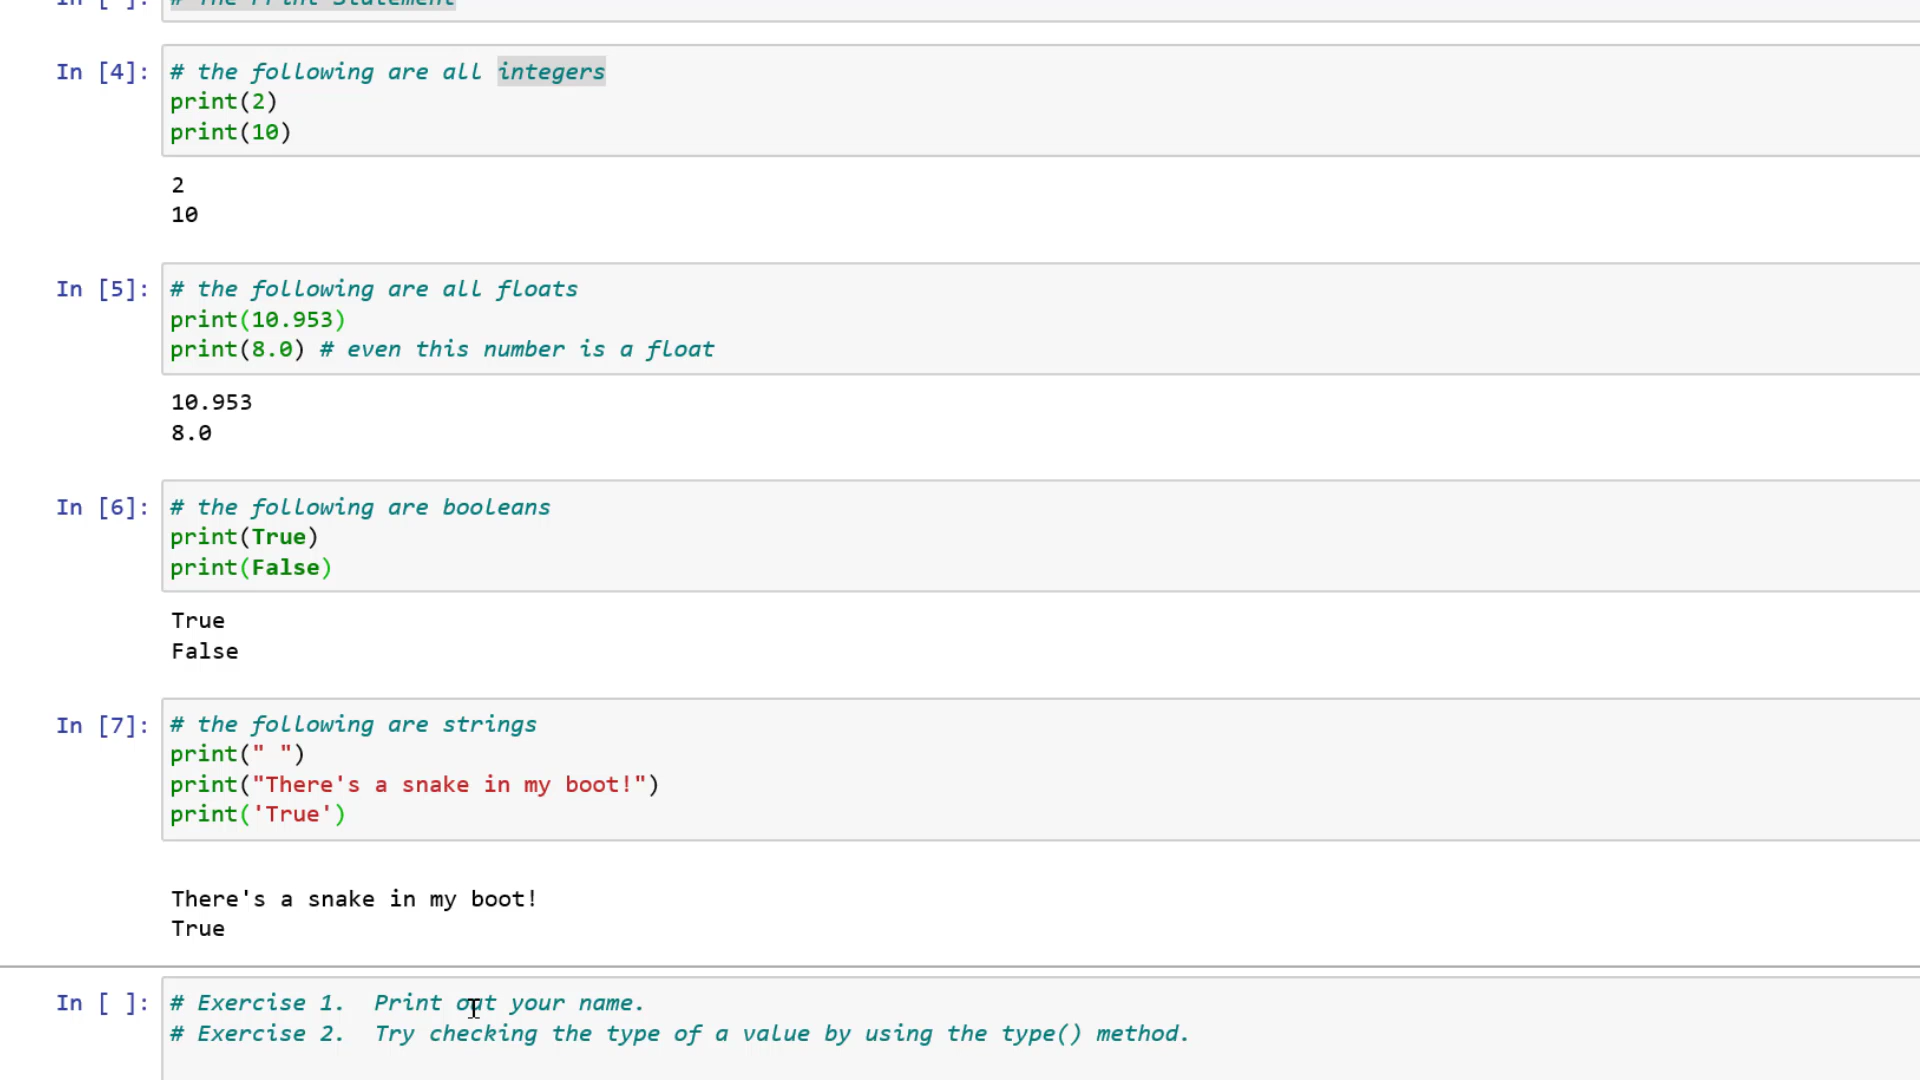 In [ ]: # The Print Statement
In [4]: # the following are all integers
print(2)
print(10)
2
10
In [5]: # the following are all floats
print(10.953)
print(8.0) # even this number is a float
10.953
8.0
In [6]: # the following are booleans
print(True)
print(False)
True
False
In [7]: # the following are strings
print(" ")
print("There's a snake in my boot!")
print('True')
There's a snake in my boot!
True
In [ ]: # Exercise 1.  Print out your name.
# Exercise 2.  Try checking the type of a value by using the type() method.